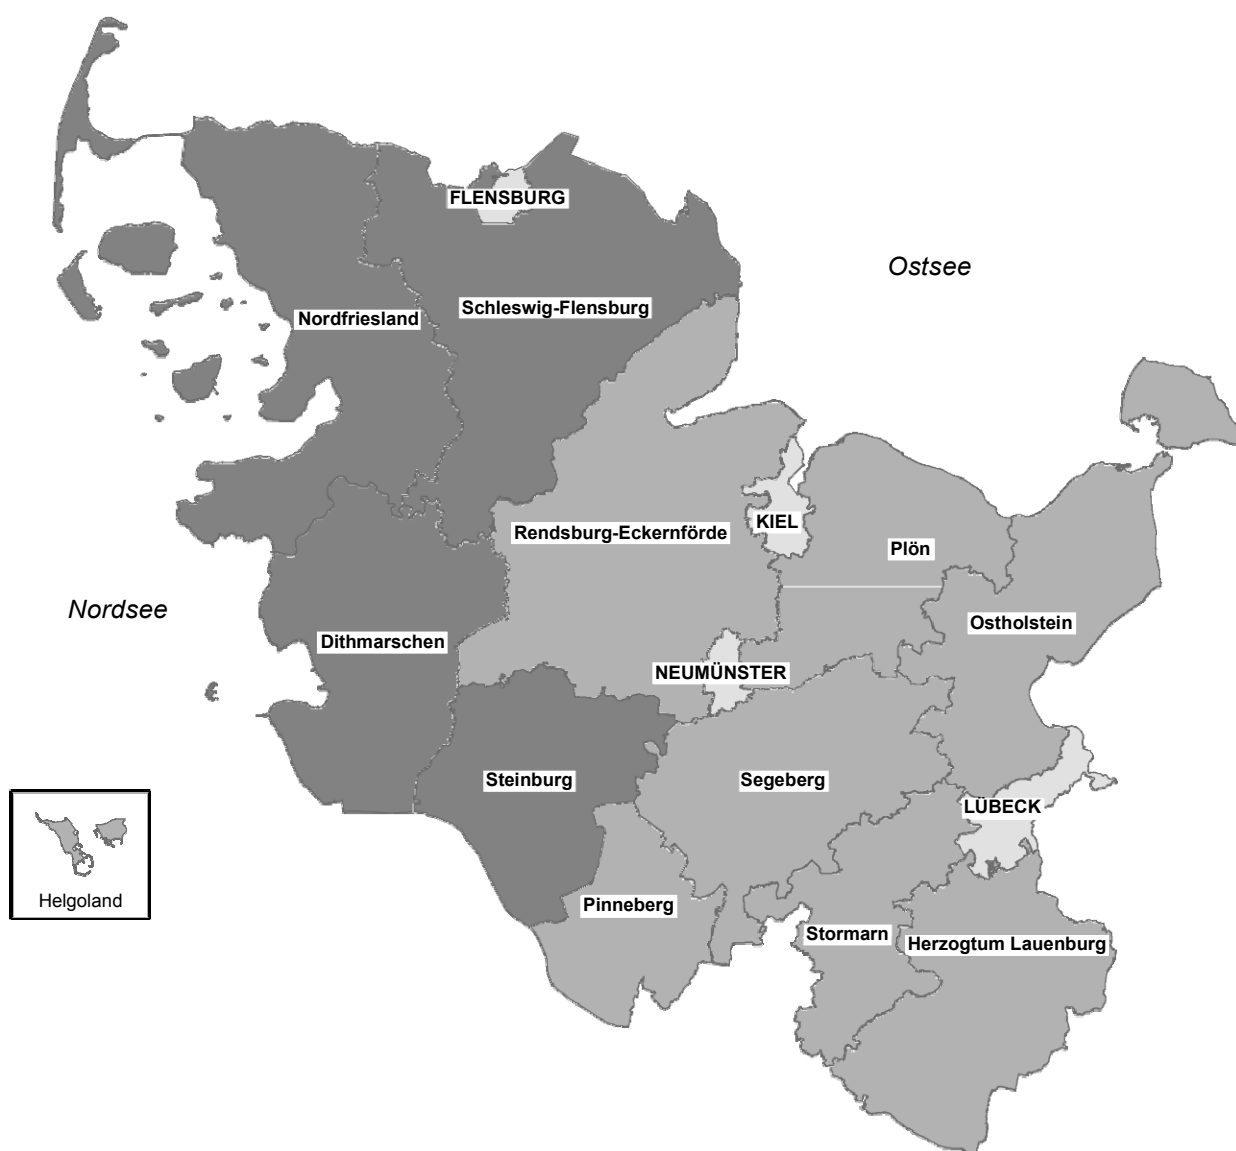 FLENSBURG
Ostsee
Schleswig-Flensburg
Nordfriesland
KIEL
Rendsburg-Eckernförde
Plön
Nordsee
Ostholstein
Dithmarschen
NEUMÜNSTER
Steinburg
Segeberg
LÜBECK
Helgoland
Pinneberg
Stormarn
Herzogtum Lauenburg